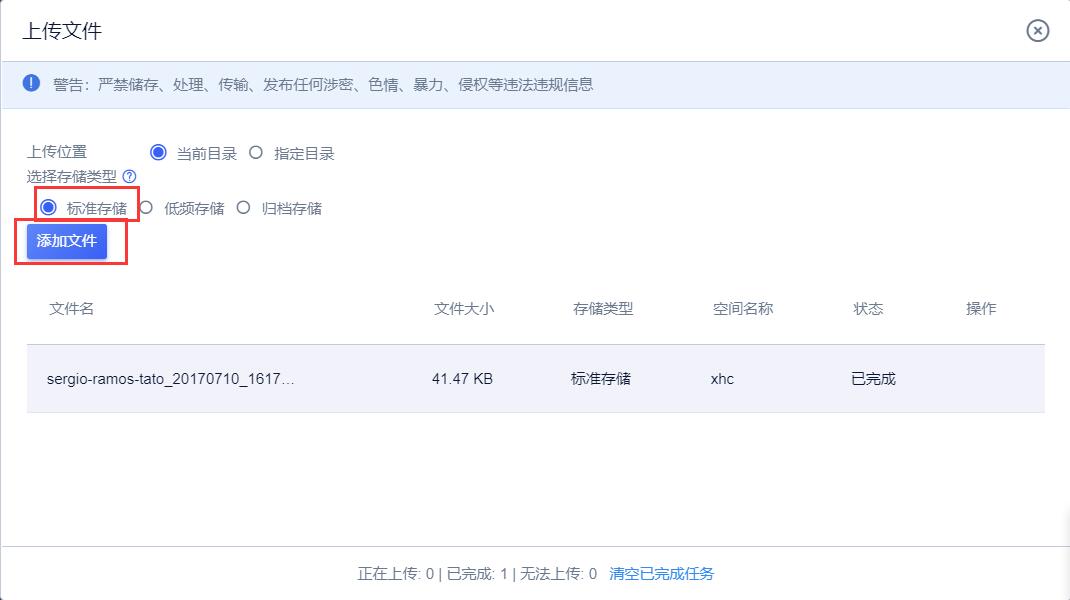 上传文件
警告：严禁储存、处理、传输、发布任何涉密、色情、暴力、侵权等违法违规信息
上传位置 当前目录 指定目录
选择存储类型
标准存储 低频存储 归档存储
添加文件
文件名 文件大小 存储类型 空间名称 状态 操作
sergio-ramos-tato_20170710_1617… 41.47 KB 标准存储 xhc 已完成
正在上传: 0 | 已完成: 1 | 无法上传: 0 清空已完成任务